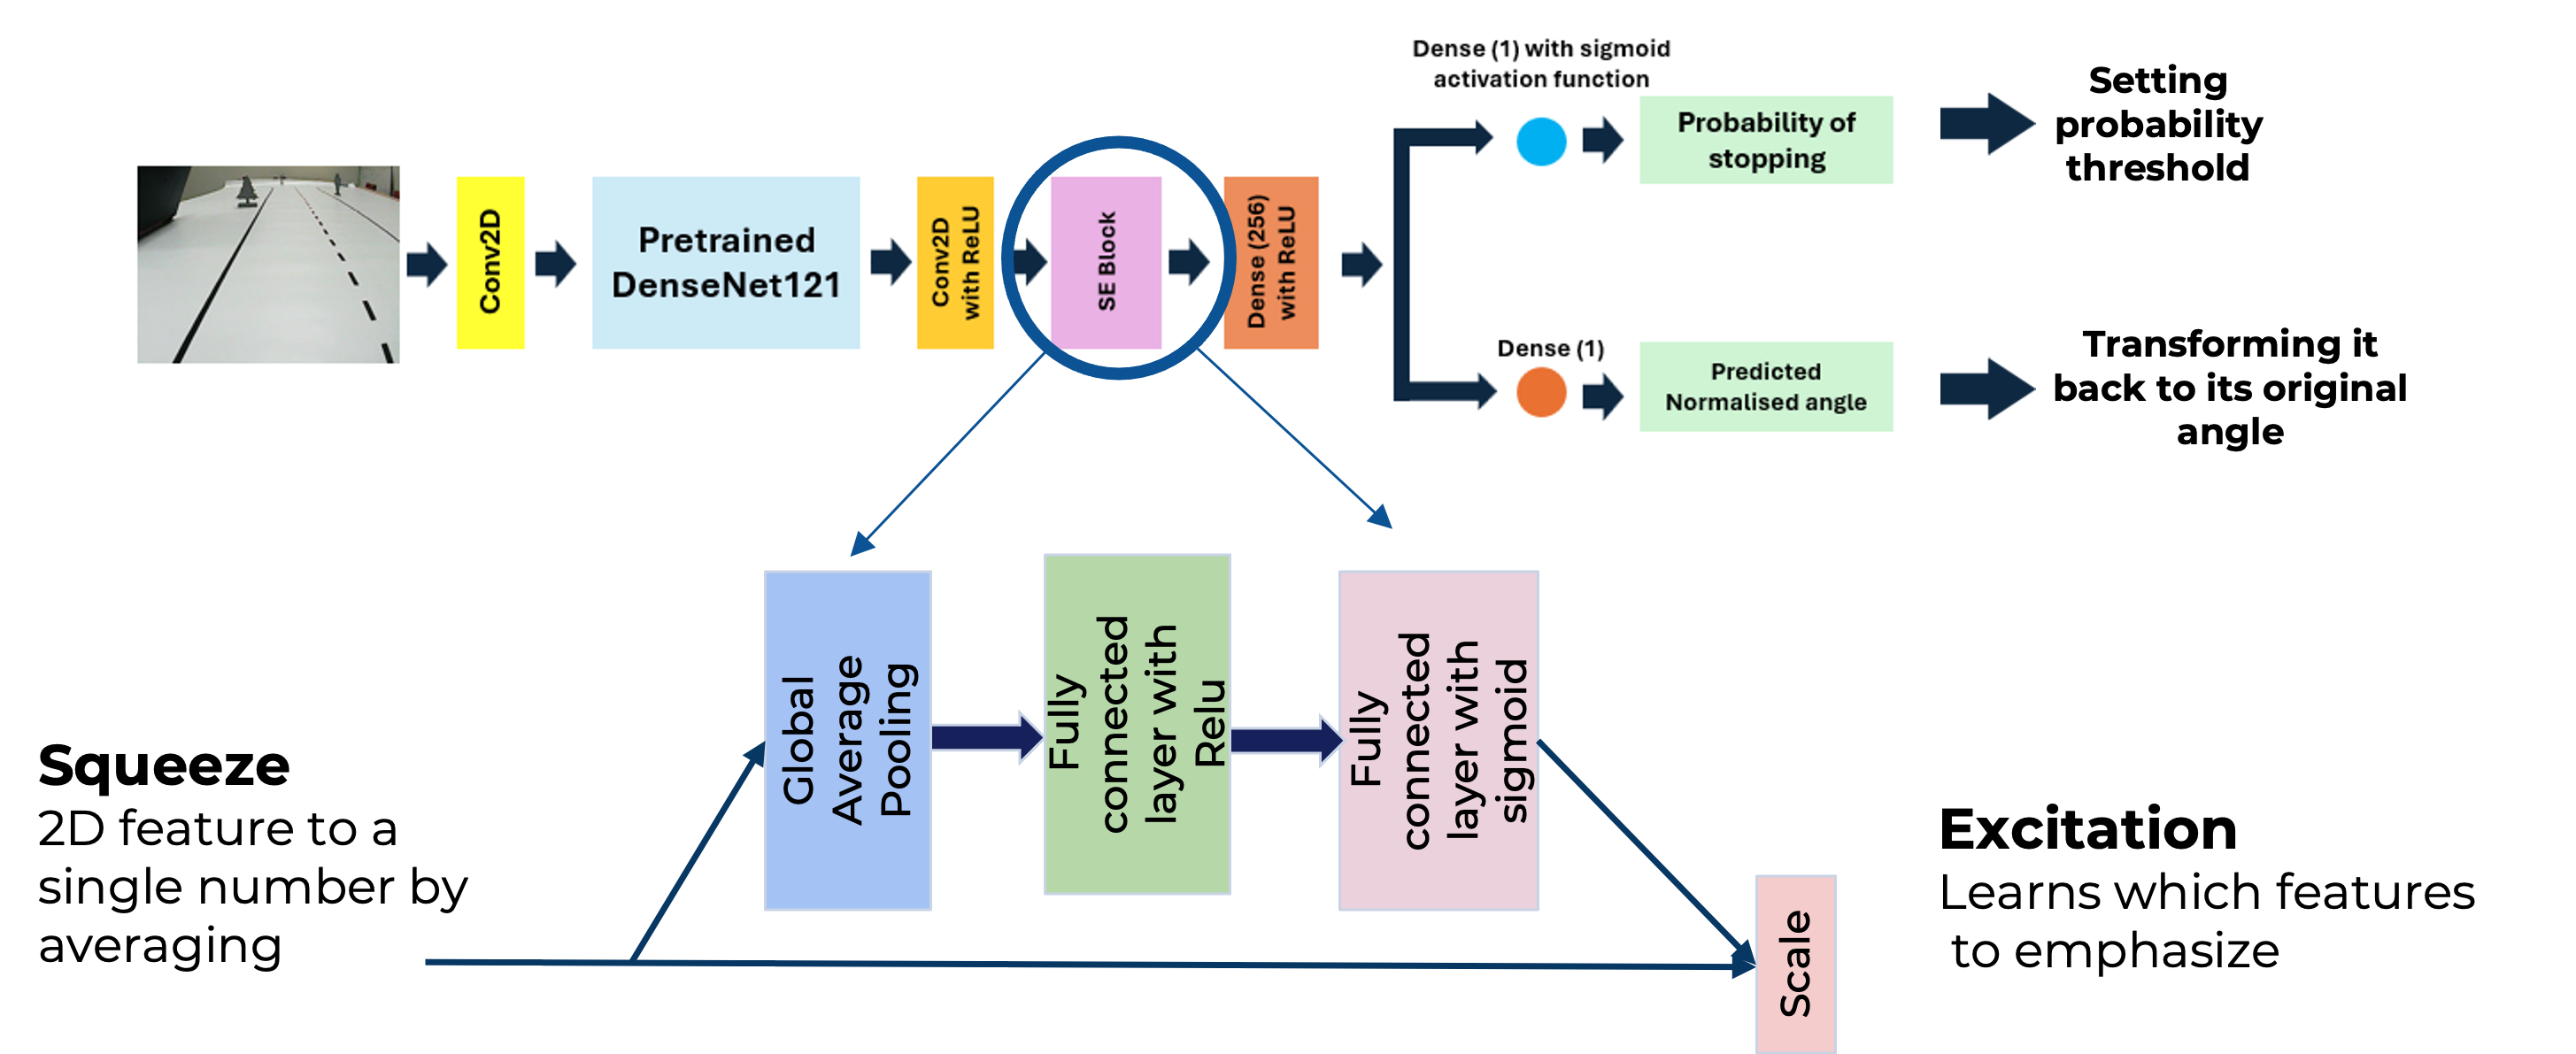 Dense (1) with sigmoid
activation function
Probability of
stopping
Setting
probability
threshold
Conv2D
Pretrained
DenseNet121
Conv2D
with ReLU
SE Block
Dense (256)
with ReLU
Dense (1)
Predicted
Normalised angle
Transforming it
back to its original
angle
Global
Average
Pooling
Fully
connected
layer with
Relu
Fully
connected
layer with
sigmoid
Squeeze
2D feature to a
single number by
averaging
Scale
Excitation
Learns which features
to emphasize